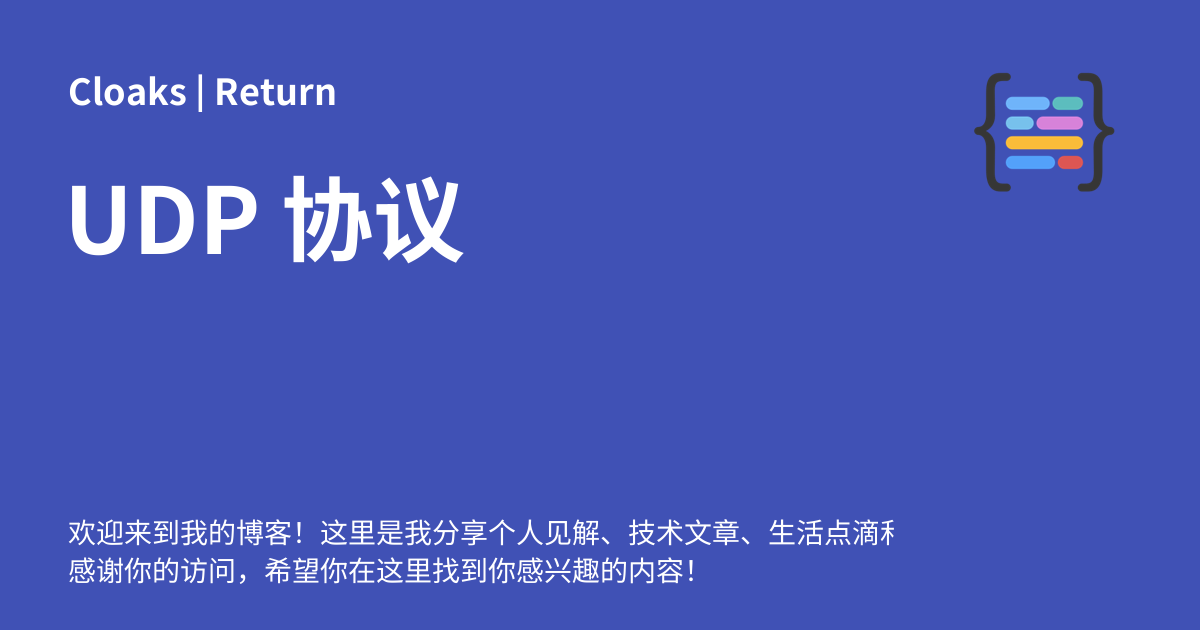 Cloaks | Return
UDP 协议
欢迎来到我的博客！这里是我分享个人见解、技术文章、生活点滴
感谢你的访问，希望你在这里找到你感兴趣的内容！